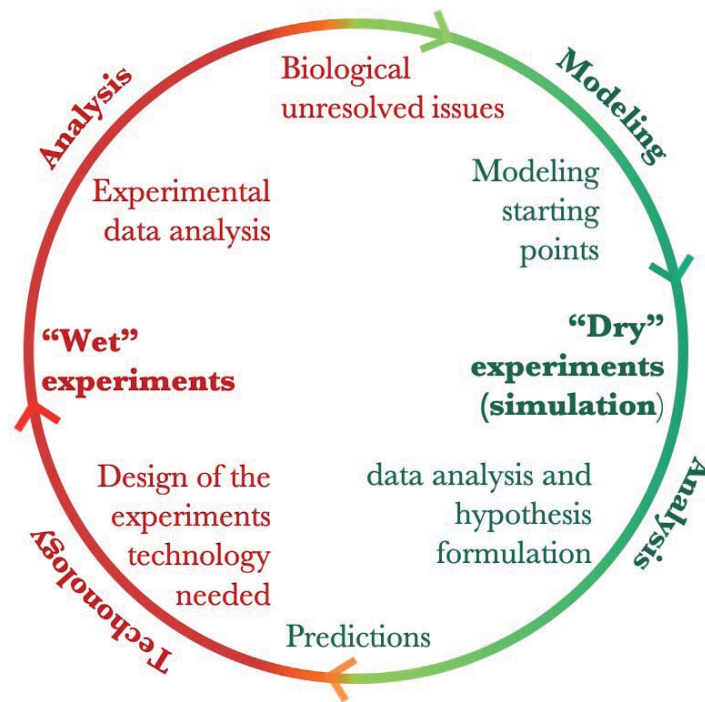 Biological
unresolved issues
Modeling
Modeling
starting
points
“Dry”
experiments
(simulation)
Analysis
data analysis and
hypothesis
formulation
Predictions
Design of the
experiments
technology
needed
Techonology
“Wet”
experiments
Experimental
data analysis
Analysis